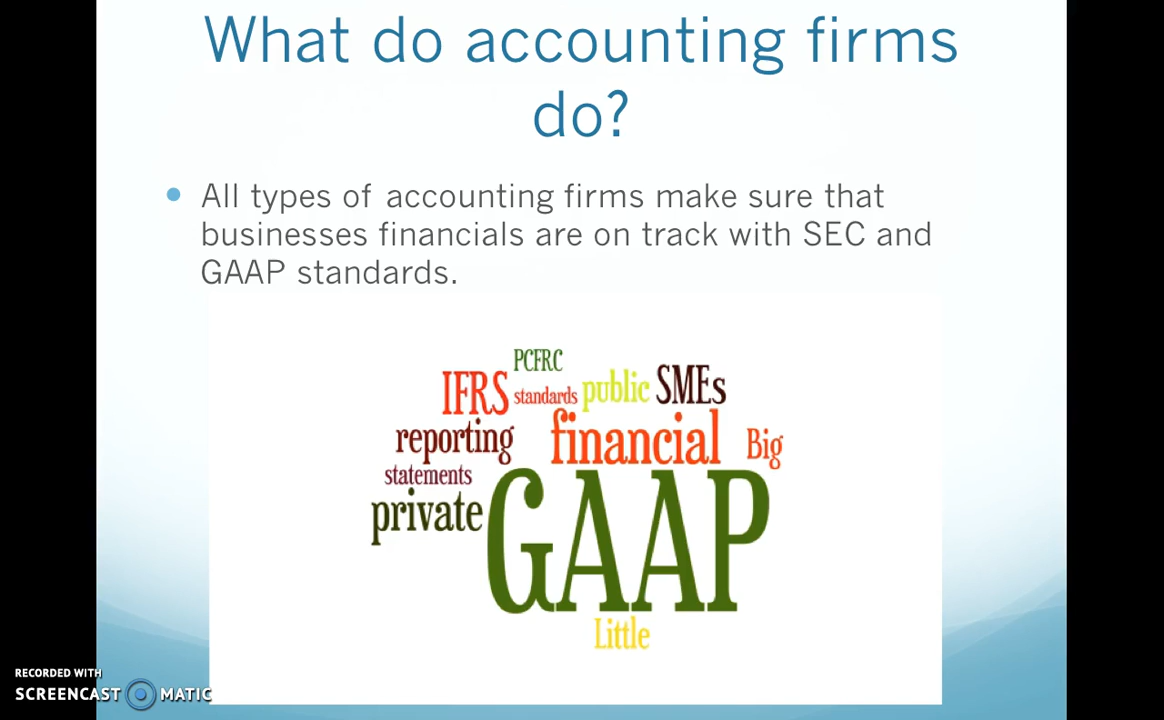 What do accounting firms
do?
All types of accounting firms make sure that
businesses financials are on track with SEC and
GAAP standards.
PCFRC
IFRS standards public SMEs
reporting financial Big
statements
private GAAP
Little
RECORDED WITH
SCREENCAST MATIC